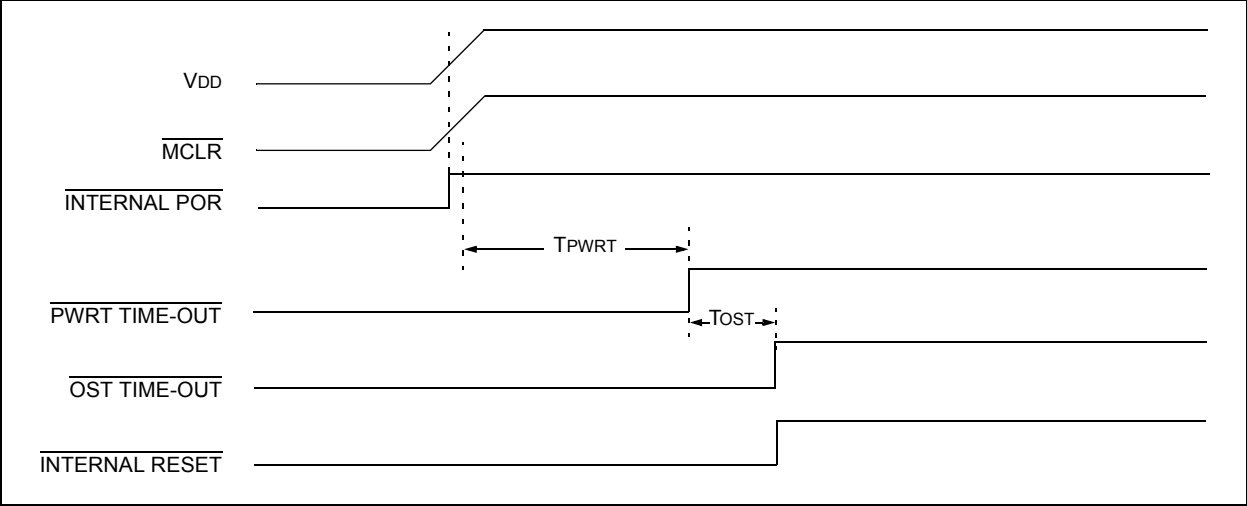 VDD
MCLR
INTERNAL POR
TPWRT
PWRT TIME-OUT
TOST
OST TIME-OUT
INTERNAL RESET